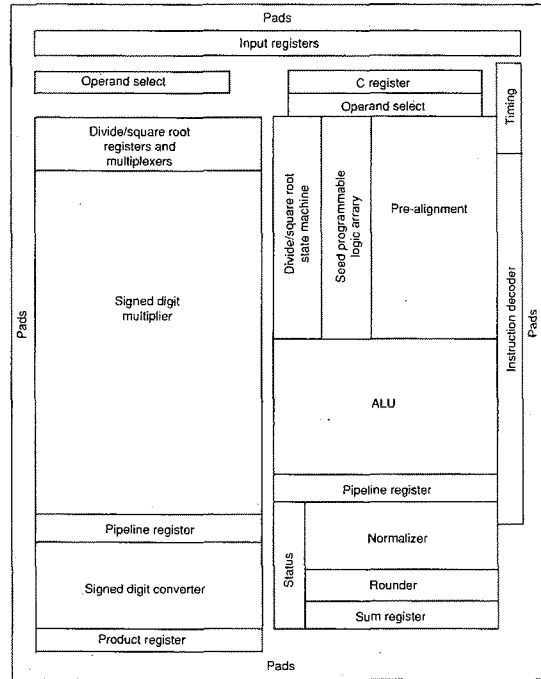 Pads
Input registers
Operand select
C register
Operand select
Timing
Divide/square root
registers and
multiplexers
Divide/square root
state machine
Seed programmable
logic arrary
Pre-alignment
Signed digit
multiplier
Pads
Instruction decoder
Pads
ALU
Pipeline register
Pipeline registor
Status
Normalizer
Signed digit converter
Rounder
Sum register
Product register
Pads